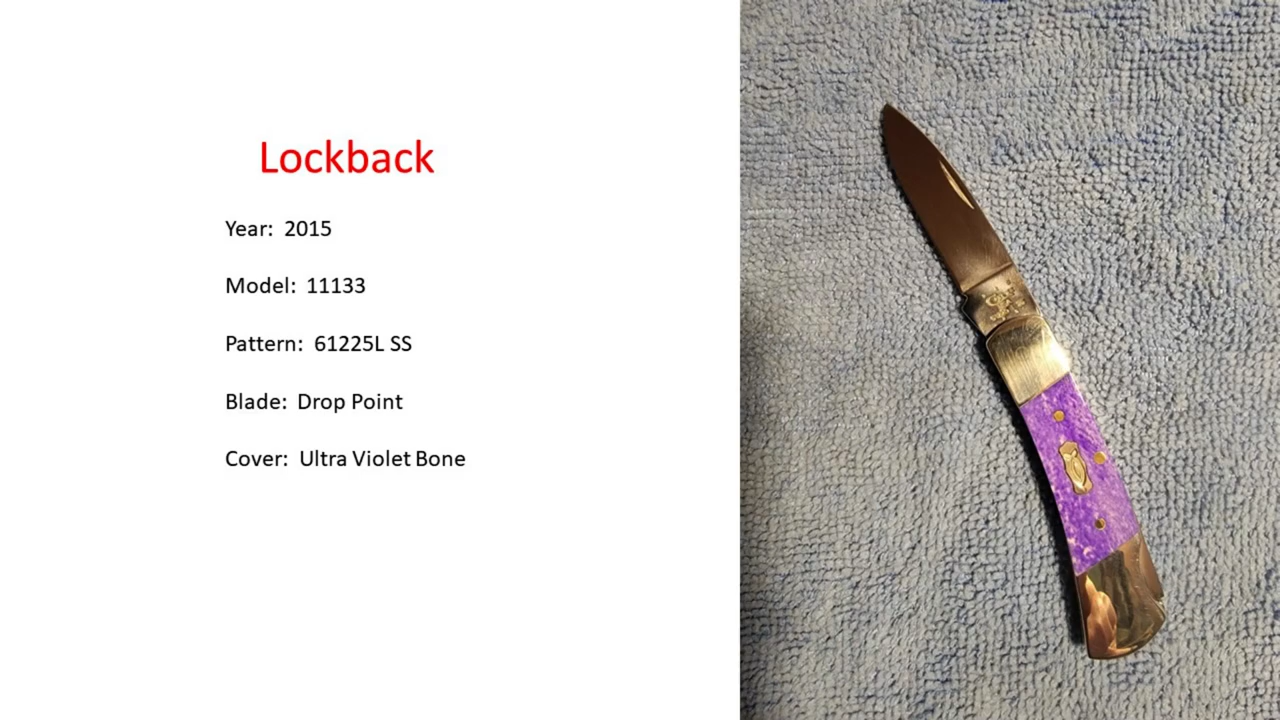 Lockback
Year: 2015
Model: 11133
Pattern: 61225L SS
Blade: Drop Point
Cover: Ultra Violet Bone